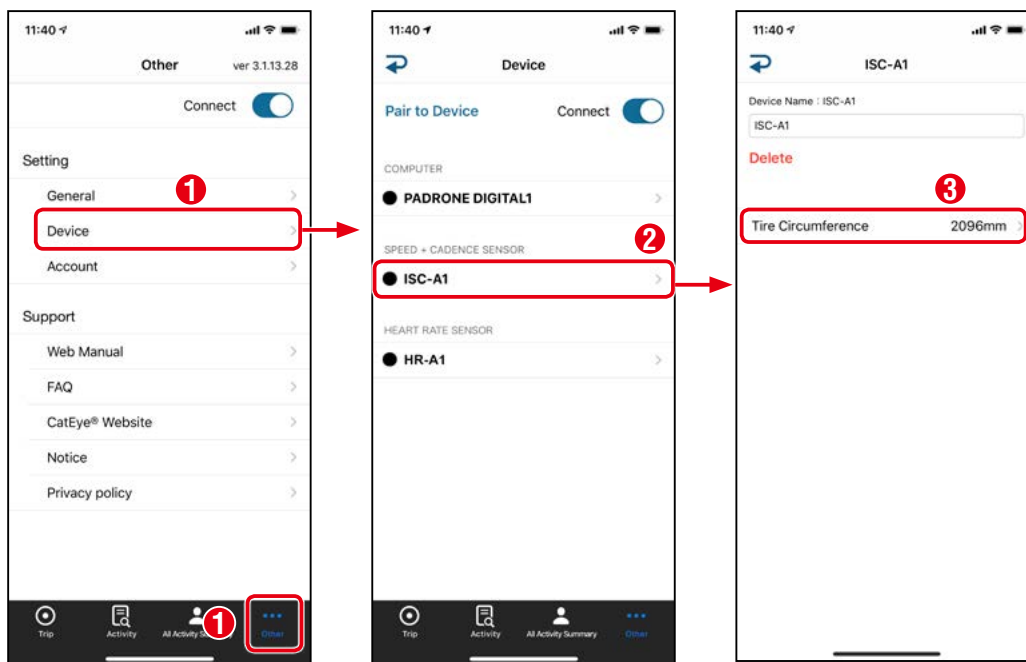 11:40
Other
ver 3.1.13.28
Connect
Setting
1
General
Device
Account
Support
Web Manual
FAQ
CatEye® Website
Notice
Privacy policy
1
Trip
Activity
All Activity
Other
11:40
Device
Pair to Device
Connect
COMPUTER
PADRONE DIGITAL1
2
SPEED + CADENCE SENSOR
ISC-A1
HEART RATE SENSOR
HR-A1
Trip
Activity
All Activity Summary
Other
11:40
ISC-A1
Device Name : ISC-A1
ISC-A1
Delete
3
Tire Circumference 2096mm